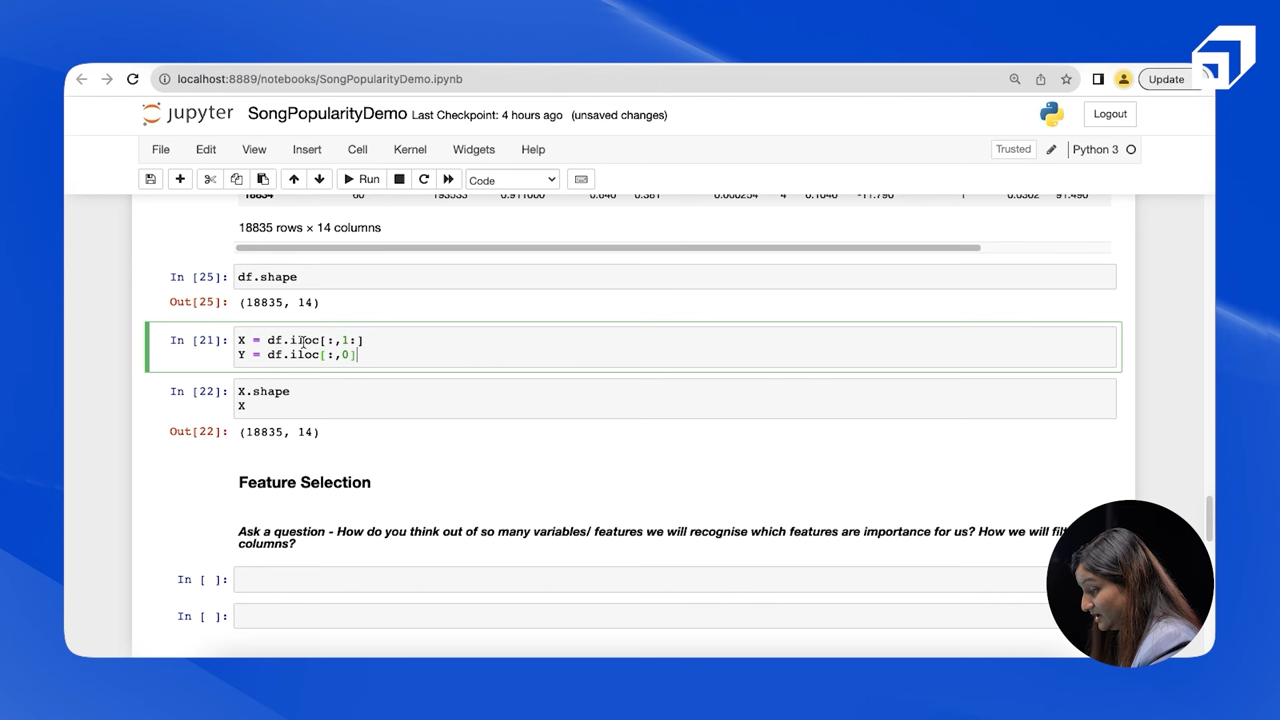 localhost:8889/notebooks/SongPopularityDemo.ipynb
Update
jupyter SongPopularityDemo Last Checkpoint: 4 hours ago (unsaved changes)
Logout
File Edit View Insert Cell Kernel Widgets Help
Trusted Python 3
Run Code
18835 rows × 14 columns
In [25]: df.shape
Out[25]: (18835, 14)
In [21]: X = df.iloc[:,1:]
Y = df.iloc[:,0]
In [22]: X.shape
X
Out[22]: (18835, 14)
Feature Selection
Ask a question - How do you think out of so many variables/ features we will recognise which features are importance for us? How we will
columns?
In [ ]:
In [ ]: